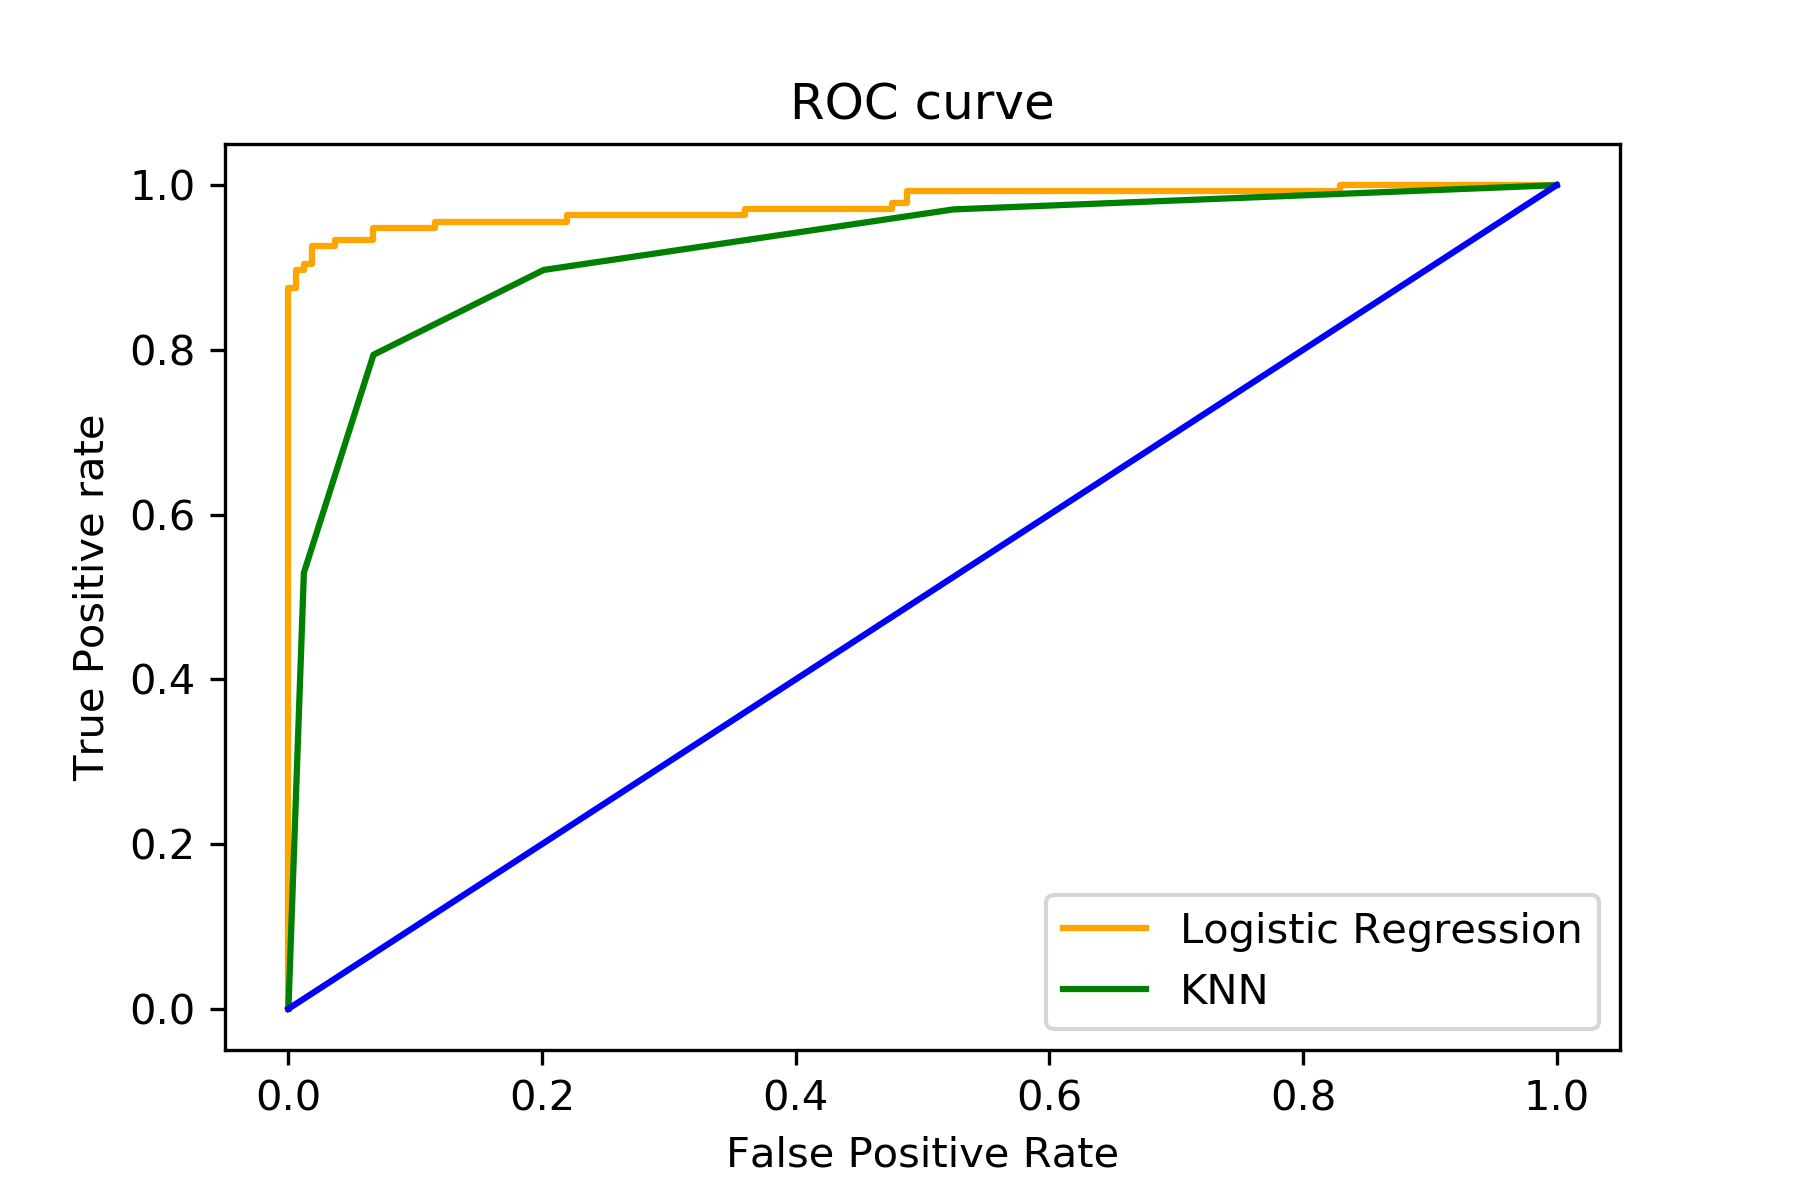 ROC curve
1.0
0.8
0.6
0.4
0.2
0.0
True Positive rate
0.0 0.2 0.4 0.6 0.8 1.0
False Positive Rate
Logistic Regression
KNN